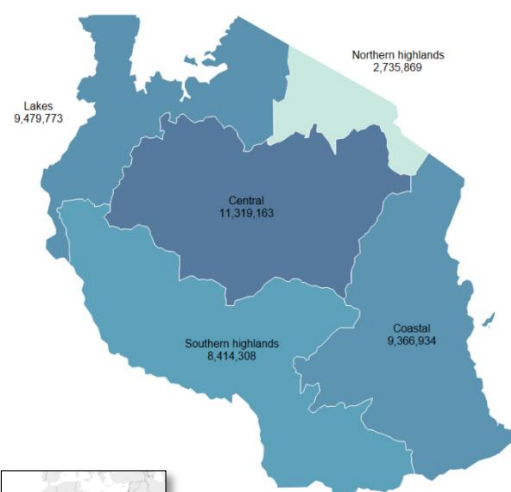 Northern highlands
2,735,869
Lakes
9,479,773
Central
11,319,163
Coastal
9,366,934
Southern highlands
8,414,308